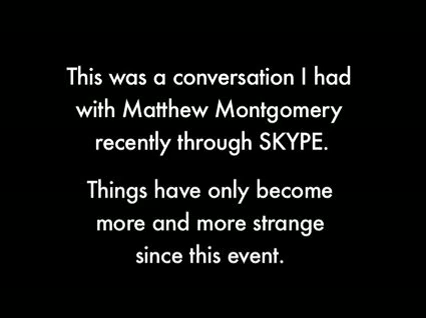 This was a conversation I had
with Matthew Montgomery
recently through SKYPE.
Things have only become
more and more strange
since this event.